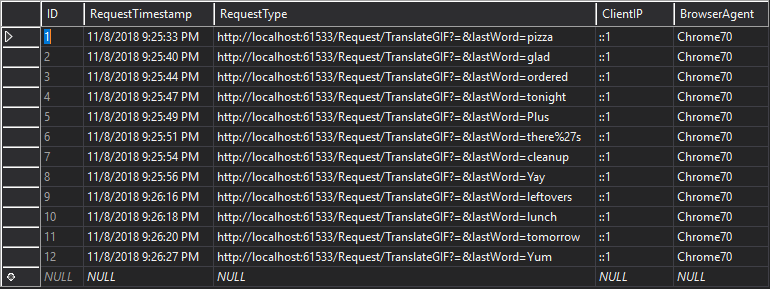 ID RequestTimestamp RequestType ClientIP BrowserAgent
1 11/8/2018 9:25:33 PM http://localhost:61533/Request/TranslateGIF?=&lastWord=pizza ::1 Chrome70
2 11/8/2018 9:25:40 PM http://localhost:61533/Request/TranslateGIF?=&lastWord=glad ::1 Chrome70
3 11/8/2018 9:25:44 PM http://localhost:61533/Request/TranslateGIF?=&lastWord=ordered ::1 Chrome70
4 11/8/2018 9:25:47 PM http://localhost:61533/Request/TranslateGIF?=&lastWord=tonight ::1 Chrome70
5 11/8/2018 9:25:49 PM http://localhost:61533/Request/TranslateGIF?=&lastWord=Plus ::1 Chrome70
6 11/8/2018 9:25:51 PM http://localhost:61533/Request/TranslateGIF?=&lastWord=there%27s ::1 Chrome70
7 11/8/2018 9:25:54 PM http://localhost:61533/Request/TranslateGIF?=&lastWord=cleanup ::1 Chrome70
8 11/8/2018 9:25:56 PM http://localhost:61533/Request/TranslateGIF?=&lastWord=Yay ::1 Chrome70
9 11/8/2018 9:26:16 PM http://localhost:61533/Request/TranslateGIF?=&lastWord=leftovers ::1 Chrome70
10 11/8/2018 9:26:18 PM http://localhost:61533/Request/TranslateGIF?=&lastWord=lunch ::1 Chrome70
11 11/8/2018 9:26:20 PM http://localhost:61533/Request/TranslateGIF?=&lastWord=tomorrow ::1 Chrome70
12 11/8/2018 9:26:27 PM http://localhost:61533/Request/TranslateGIF?=&lastWord=Yum ::1 Chrome70
NULL NULL NULL NULL NULL